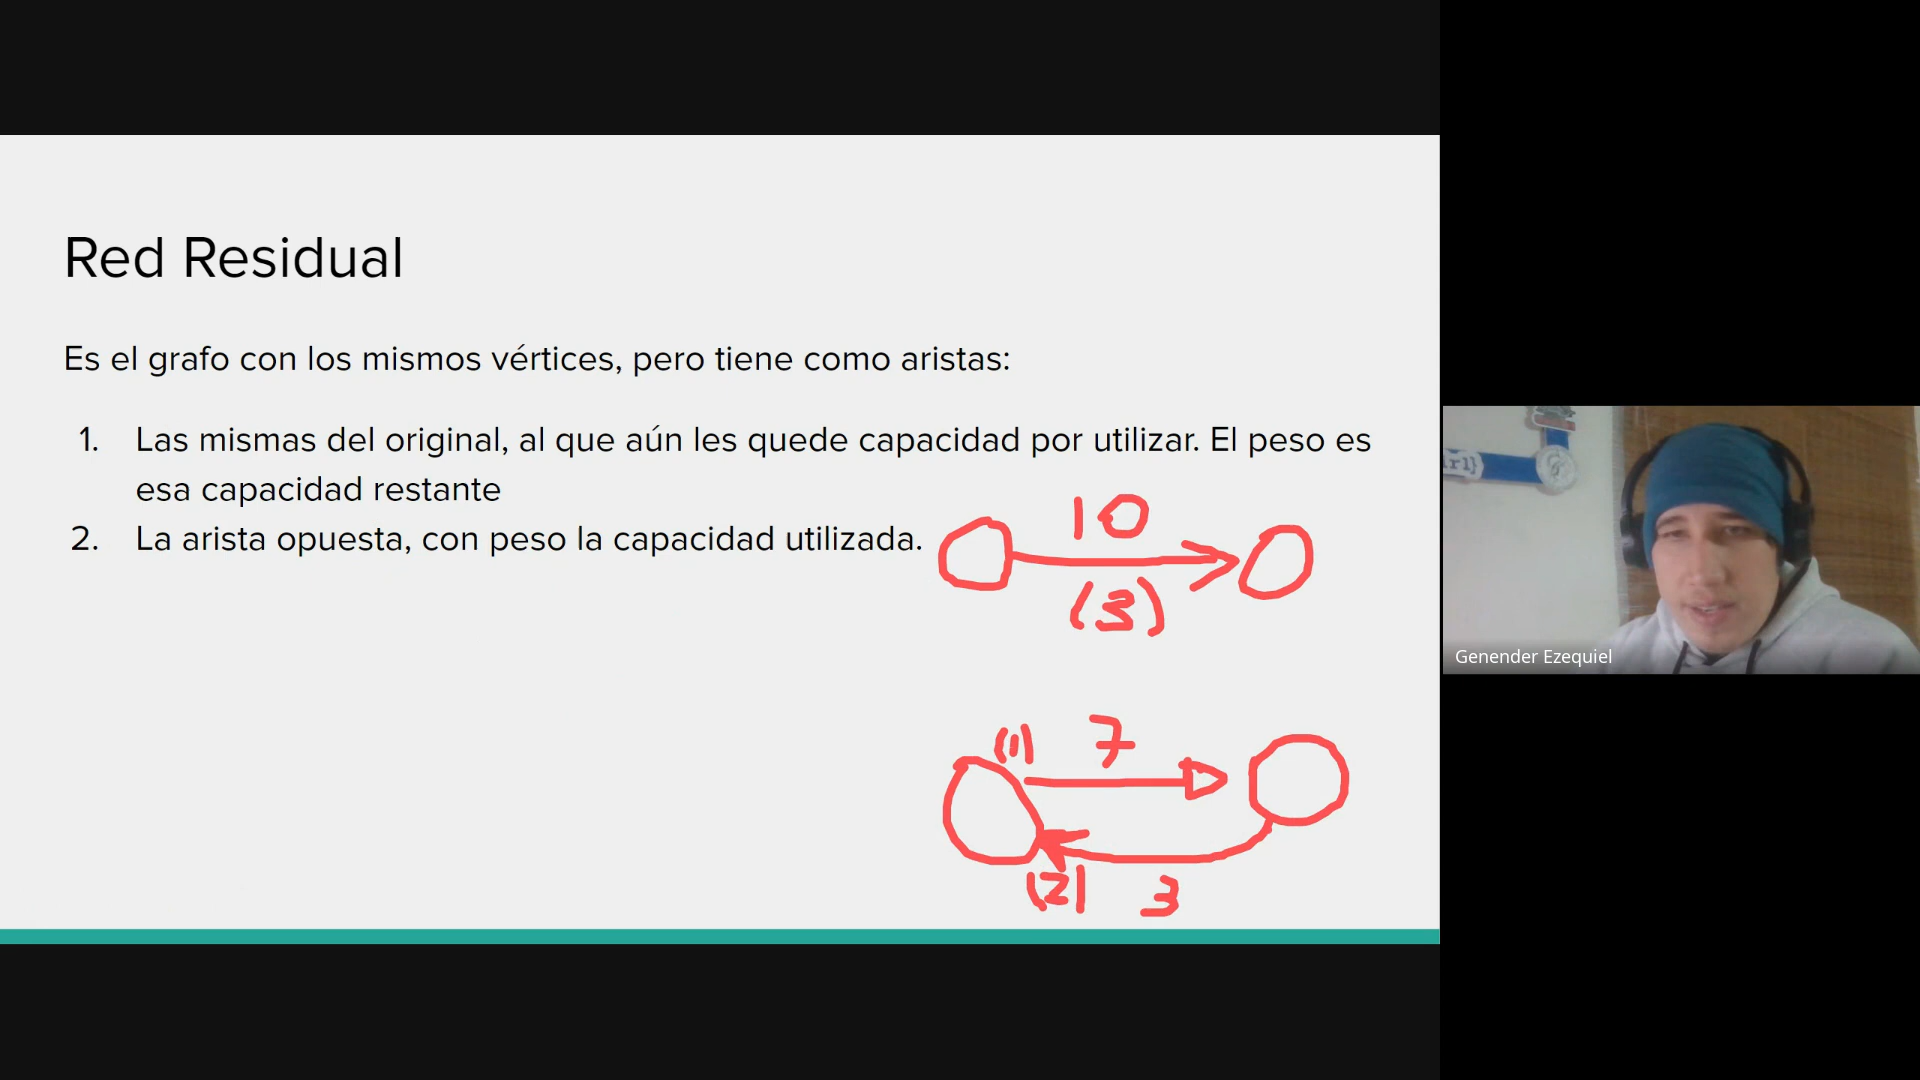 Red Residual
Es el grafo con los mismos vértices, pero tiene como aristas:
1. Las mismas del original, al que aún les quede capacidad por utilizar. El peso es
esa capacidad restante
2. La arista opuesta, con peso la capacidad utilizada.
10
(3)
(1) 7
(2) 3
Genender Ezequiel